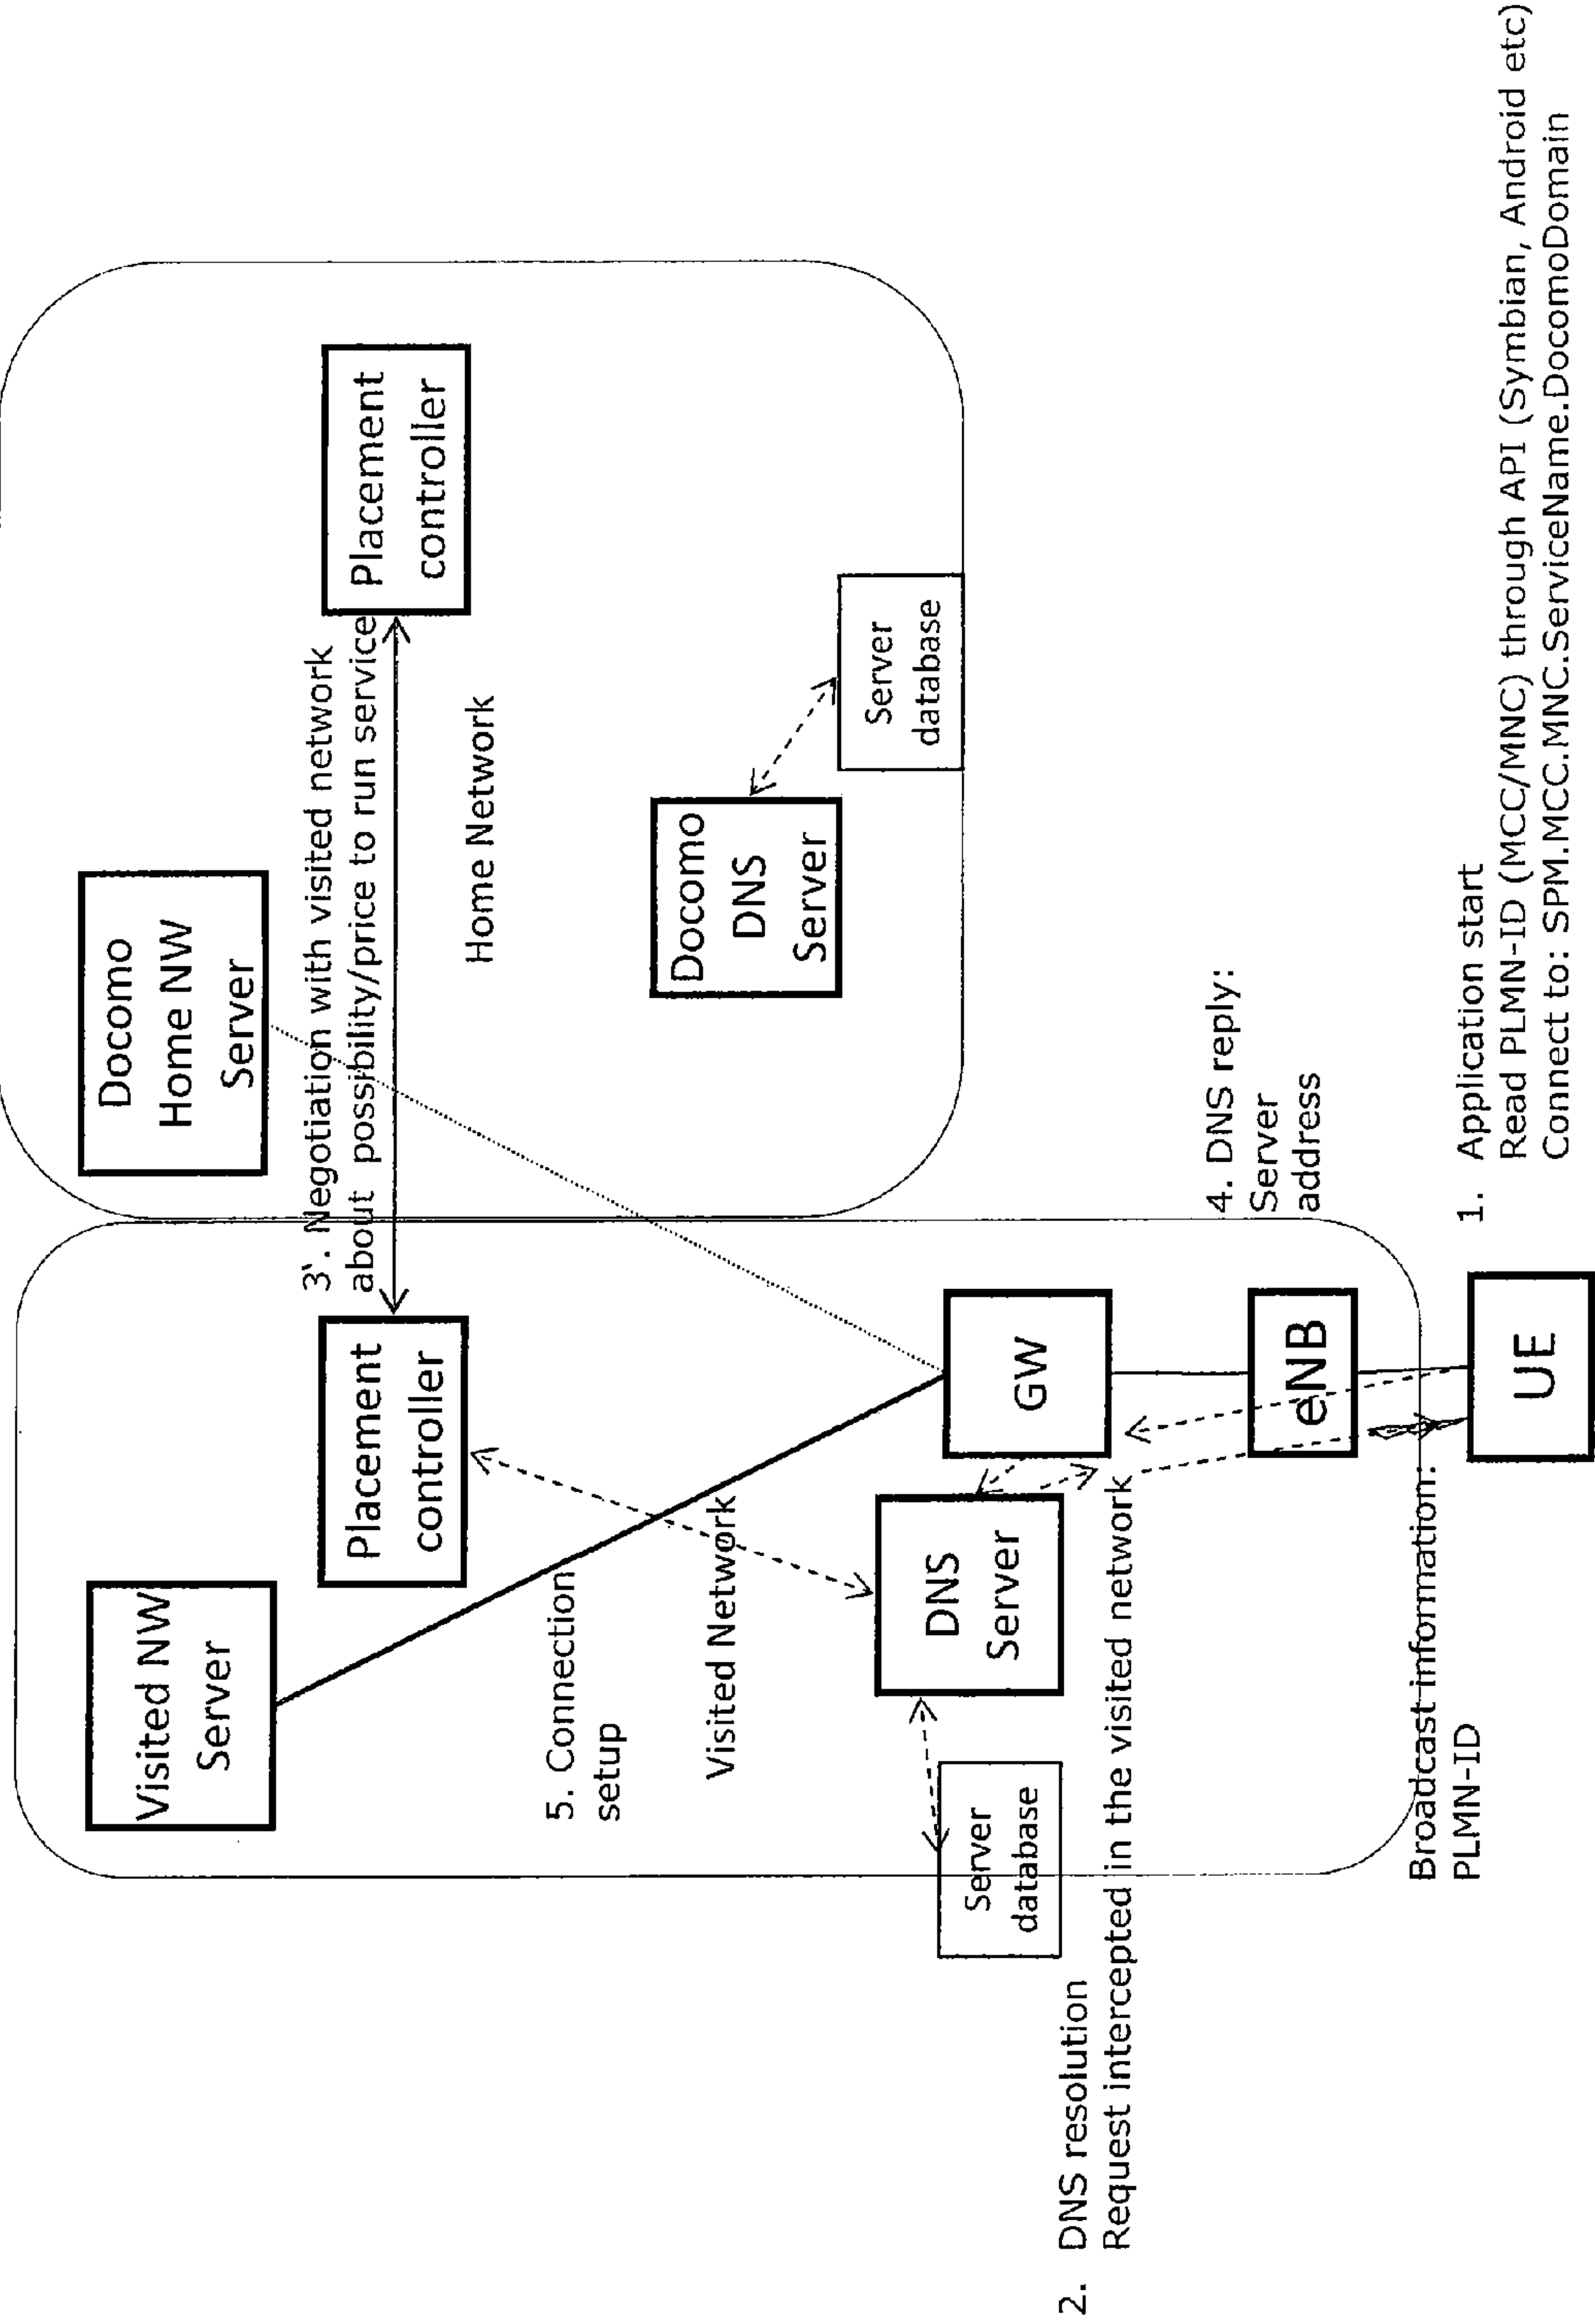 Visited NW
Server
Docomo
Home NW
Server
3'. Negotiation with visited network
about possibility/price to run service
Placement
controller
Placement
controller
5. Connection
setup
Home Network
Visited Network
Docomo
DNS
Server
Server
database
DNS
Server
GW
Server
database
2. DNS resolution
Request intercepted in the visited network
4. DNS reply:
Server
address
eNB
Broadcast information:
PLMN-ID
UE
1. Application start
Read PLMN-ID (MCC/MNC) through API (Symbian, Android etc)
Connect to: SPM.MCC.MNC.ServiceName.DocomoDomain